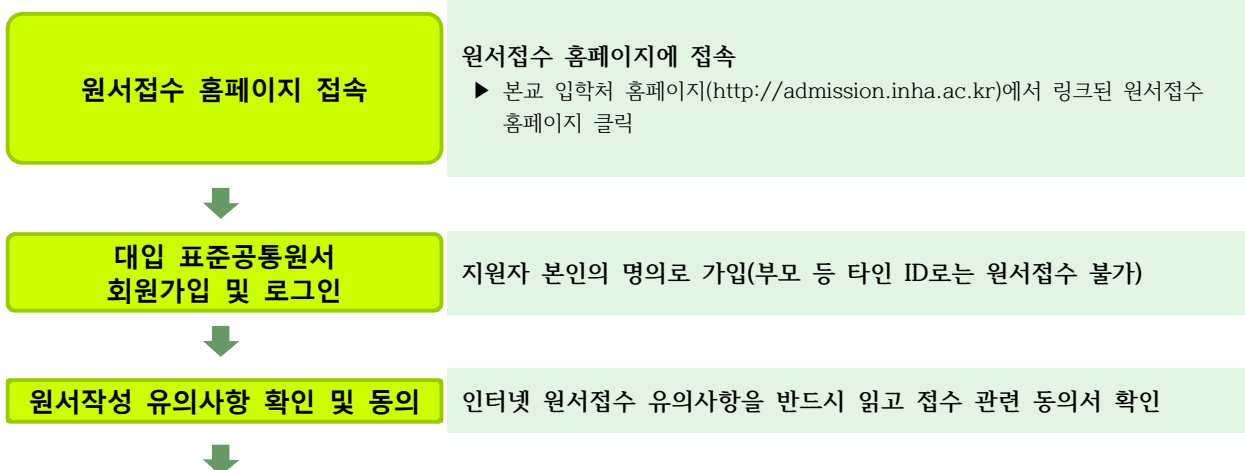 원서접수 홈페이지 접속
원서접수 홈페이지에 접속
▶ 본교 입학처 홈페이지(http://admission.inha.ac.kr)에서 링크된 원서접수
홈페이지 클릭
대입 표준공통원서
회원가입 및 로그인
지원자 본인의 명의로 가입(부모 등 타인 ID로는 원서접수 불가)
원서작성 유의사항 확인 및 동의
인터넷 원서접수 유의사항을 반드시 읽고 접수 관련 동의서 확인